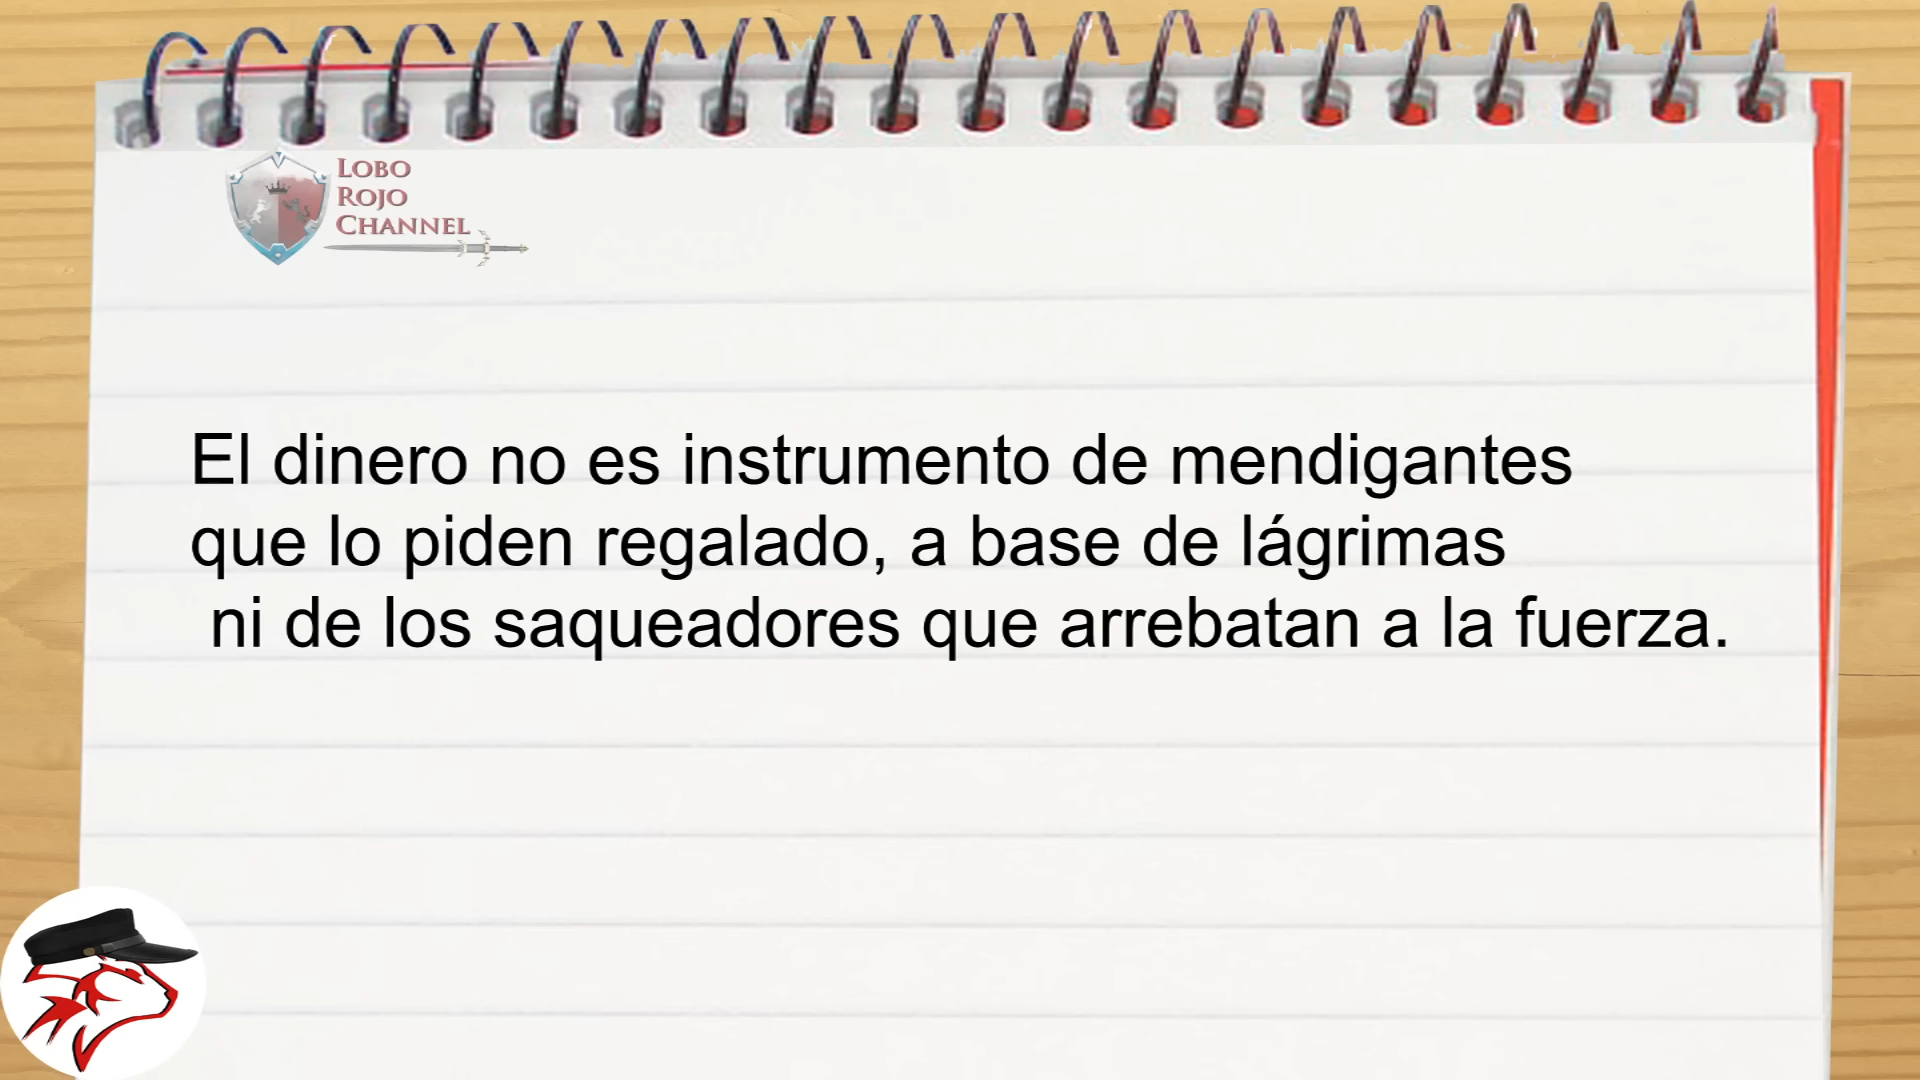 LOBO
ROJO
CHANNEL
El dinero no es instrumento de mendigantes
que lo piden regalado, a base de lágrimas
ni de los saqueadores que arrebatan a la fuerza.